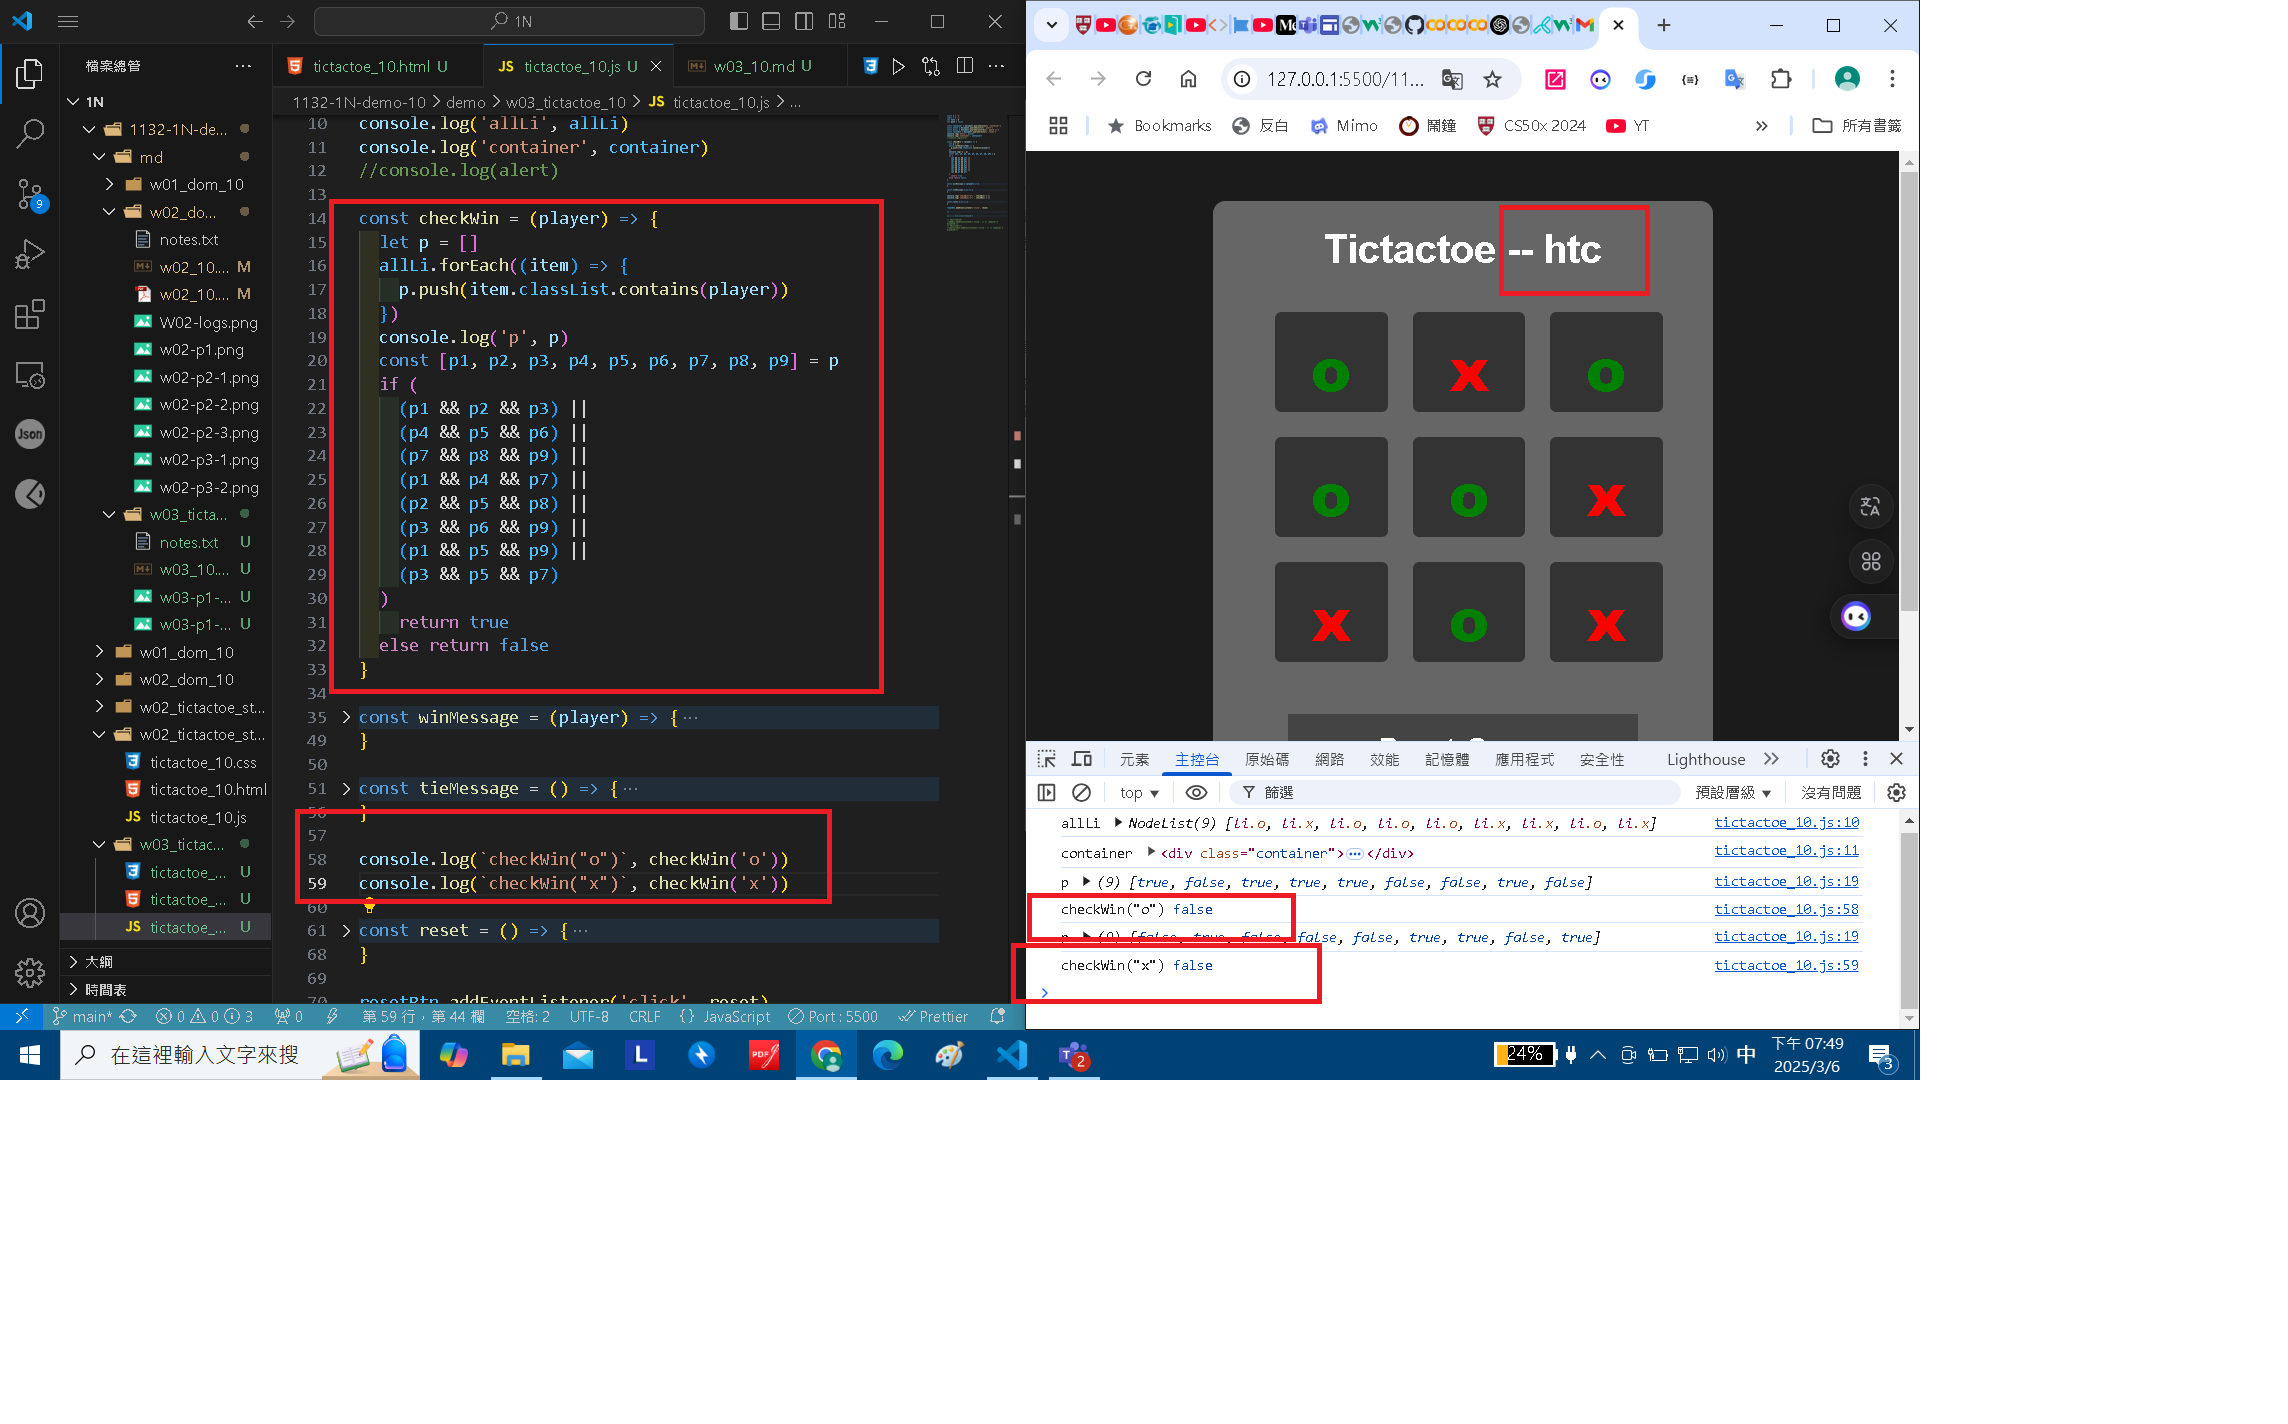 1N
檔案總管
1N
1132-1N-de...
md
w01_dom_10
w02_do...
notes.txt
w02_10.... M
w02_10.... M
W02-logs.png
w02-p1.png
w02-p2-1.png
w02-p2-2.png
w02-p2-3.png
w02-p3-1.png
w02-p3-2.png
w03_ticta...
notes.txt U
w03_10.... U
w03-p1-... U
w03-p1-... U
w01_dom_10
w02_dom_10
w02_tictactoe_st...
w02_tictactoe_st...
tictactoe_10.css
tictactoe_10.html
JS tictactoe_10.js
w03_tictac...
tictactoe_... U
tictactoe_... U
JS tictactoe_... U
大綱
時間表
9
Json
tictactoe_10.html U
JS tictactoe_10.js U
w03_10.md U
1132-1N-demo-10 > demo > w03_tictactoe_10 > JS tictactoe_10.js > ...
10 console.log('allLi', allLi)
11 console.log('container', container)
12 //console.log(alert)
13
14 const checkWin = (player) => {
15 let p = []
16 allLi.forEach((item) => {
17 p.push(item.classList.contains(player))
18 })
19 console.log('p', p)
20 const [p1, p2, p3, p4, p5, p6, p7, p8, p9] = p
21 if (
22 (p1 && p2 && p3) ||
23 (p4 && p5 && p6) ||
24 (p7 && p8 && p9) ||
25 (p1 && p4 && p7) ||
26 (p2 && p5 && p8) ||
27 (p3 && p6 && p9) ||
28 (p1 && p5 && p9) ||
29 (p3 && p5 && p7)
30 )
31 return true
32 else return false
33 }
34
35 const winMessage = (player) => {...
49 }
50
51 const tieMessage = () => {...
56 }
57
58 console.log(`checkWin("o")`, checkWin('o'))
59 console.log(`checkWin("x")`, checkWin('x'))
60
61 const reset = () => {...
68 }
69
70 resetBtn.addEventListener('click', reset)
main* 0 0 3 0 第 59 行，第 44 欄 空格: 2 UTF-8 CRLF {} JavaScript Port : 5500 Prettier
127.0.0.1:5500/11...
Bookmarks 反白 Mimo 鬧鐘 CS50x 2024 YT 所有書籤
Tictactoe -- htc
o x o
o o x
x o x
元素 主控台 原始碼 網路 效能 記憶體 應用程式 安全性 Lighthouse
top 篩選 預設層級 沒有問題
allLi NodeList(9) [li.o, li.x, li.o, li.o, li.o, li.x, li.x, li.o, li.x] tictactoe_10.js:10
container <div class="container">...</div> tictactoe_10.js:11
p (9) [true, false, true, true, true, false, false, true, false] tictactoe_10.js:19
checkWin("o") false tictactoe_10.js:58
p (9) [false, true, false, false, false, true, true, false, true] tictactoe_10.js:19
checkWin("x") false tictactoe_10.js:59
在這裡輸入文字來搜
L
PDF
2
24%
中
下午 07:49
2025/3/6
3